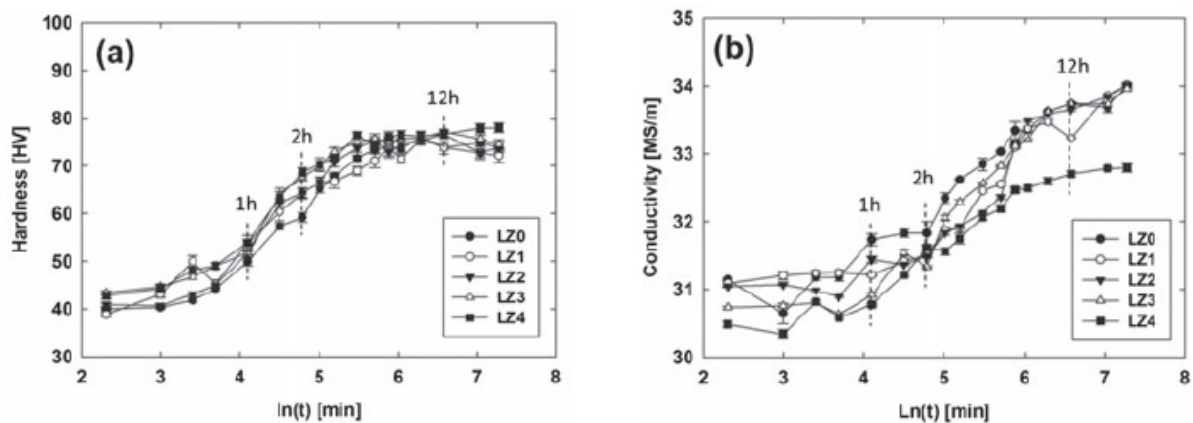 (a)
Hardness [HV]
100
90
80
70
60
50
40
30
1h
2h
12h
LZ0
LZ1
LZ2
LZ3
LZ4
2 3 4 5 6 7 8
ln(t) [min]
(b)
Conductivity [MS/m]
35
34
33
32
31
30
1h
2h
12h
LZ0
LZ1
LZ2
LZ3
LZ4
2 3 4 5 6 7 8
Ln(t) [min]